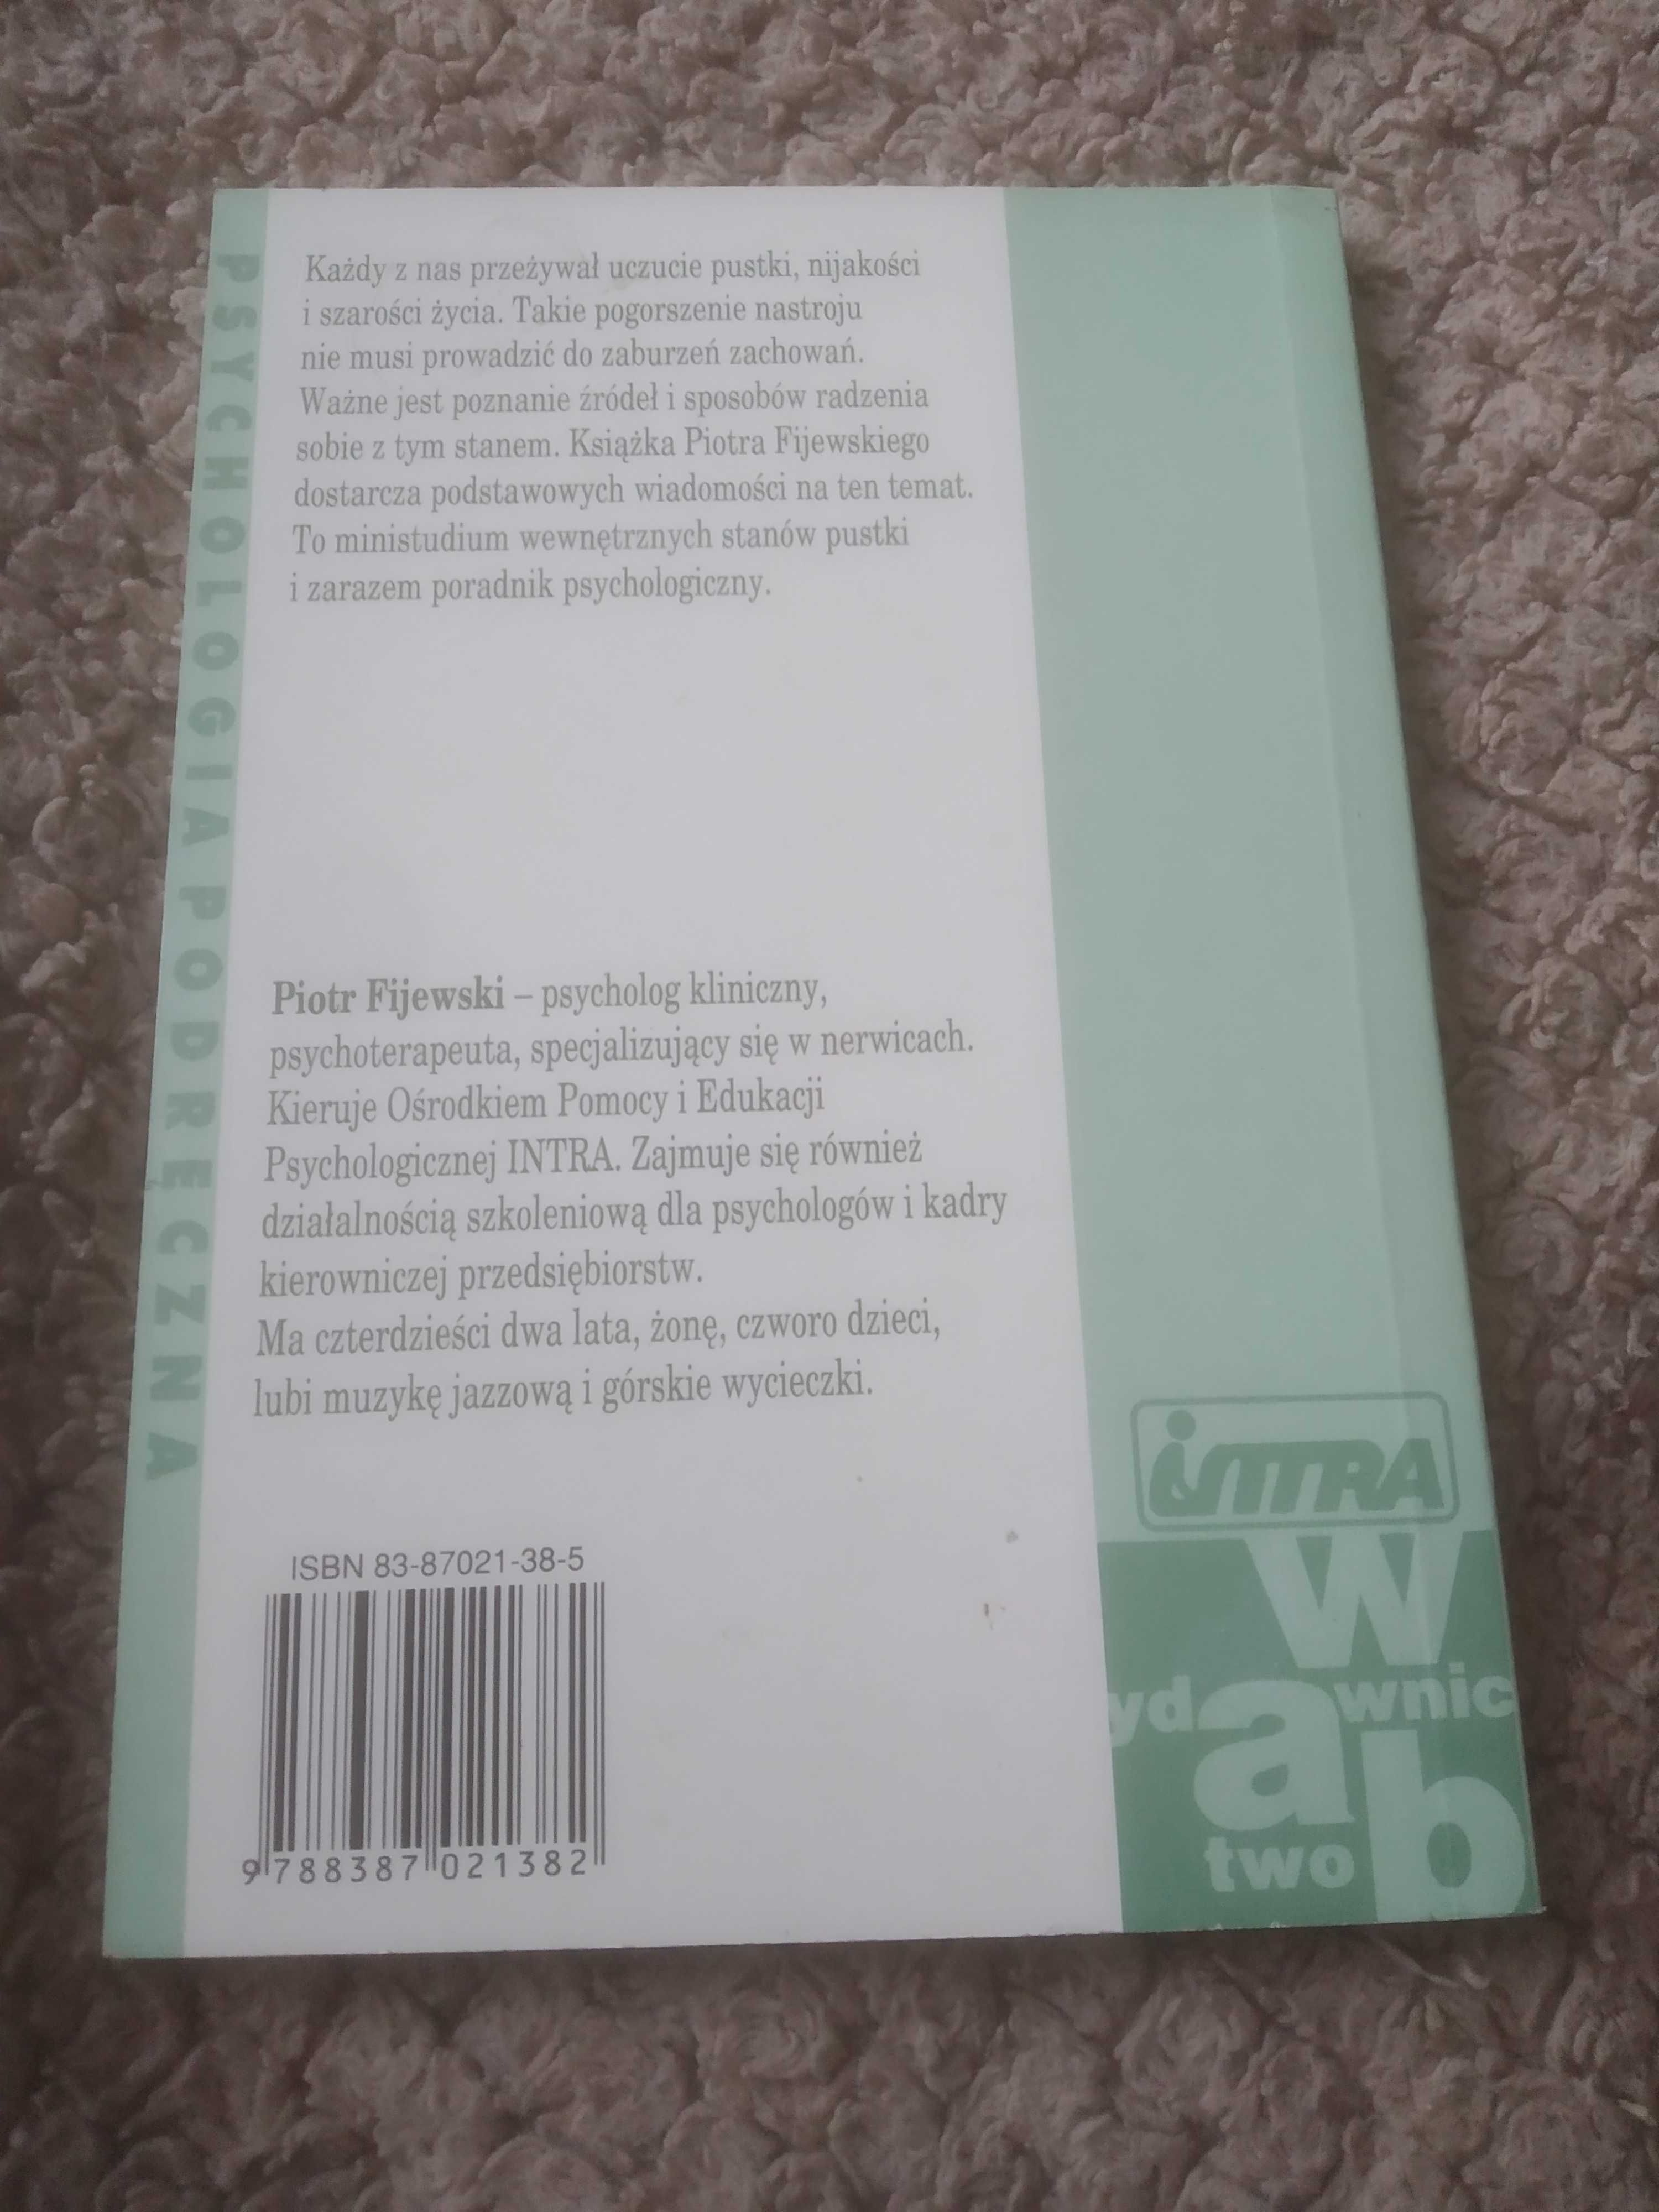 PSYCHOLOGIA PODRĘCZNA
Każdy z nas przeżywał uczucie pustki, nijakości
i szarości życia. Takie pogorszenie nastroju
nie musi prowadzić do zaburzeń zachowań.
Ważne jest poznanie źródeł i sposobów radzenia
sobie z tym stanem. Książka Piotra Fijewskiego
dostarcza podstawowych wiadomości na ten temat.
To ministudium wewnętrznych stanów pustki
i zarazem poradnik psychologiczny.
Piotr Fijewski – psycholog kliniczny,
psychoterapeuta, specjalizujący się w nerwicach.
Kieruje Ośrodkiem Pomocy i Edukacji
Psychologicznej INTRA. Zajmuje się również
działalnością szkoleniową dla psychologów i kadry
kierowniczej przedsiębiorstw.
Ma czterdzieści dwa lata, żonę, czworo dzieci,
lubi muzykę jazzową i górskie wycieczki.
ISBN 83-87021-38-5
9 788387 021382
INTRA
W
ydawnic
a b
two